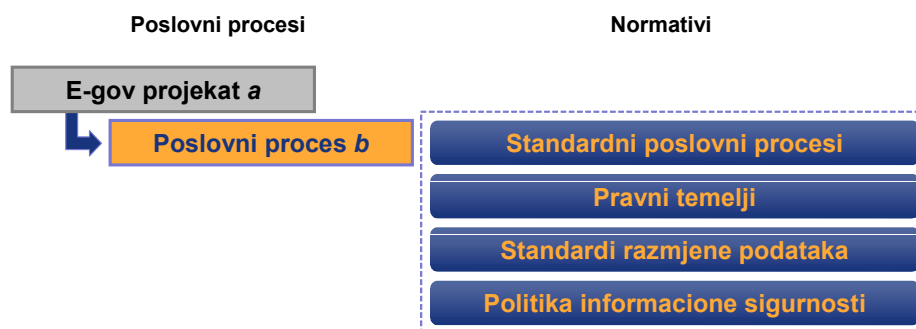 Poslovni procesi
Normativi
E-gov projekat a
Poslovni proces b
Standardni poslovni procesi
Pravni temelji
Standardi razmjene podataka
Politika informacione sigurnosti